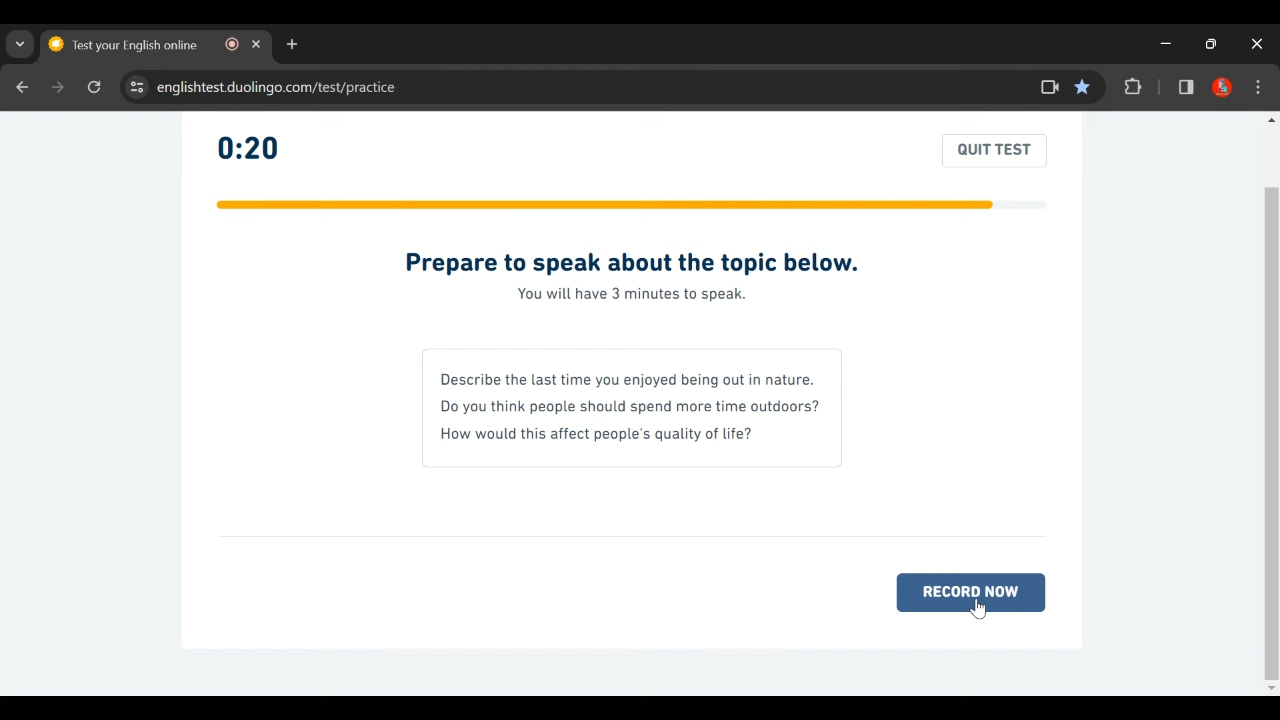 Test your English online
englishtest.duolingo.com/test/practice
0:20
QUIT TEST
Prepare to speak about the topic below.
You will have 3 minutes to speak.
Describe the last time you enjoyed being out in nature.
Do you think people should spend more time outdoors?
How would this affect people's quality of life?
RECORD NOW